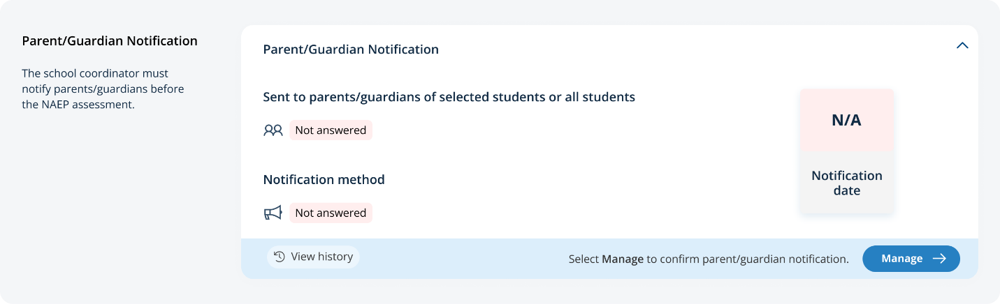 Parent/Guardian Notification
The school coordinator must
notify parents/guardians before
the NAEP assessment.
Parent/Guardian Notification
Sent to parents/guardians of selected students or all students
Not answered
Notification method
Not answered
N/A
Notification
date
View history
Select Manage to confirm parent/guardian notification.
Manage